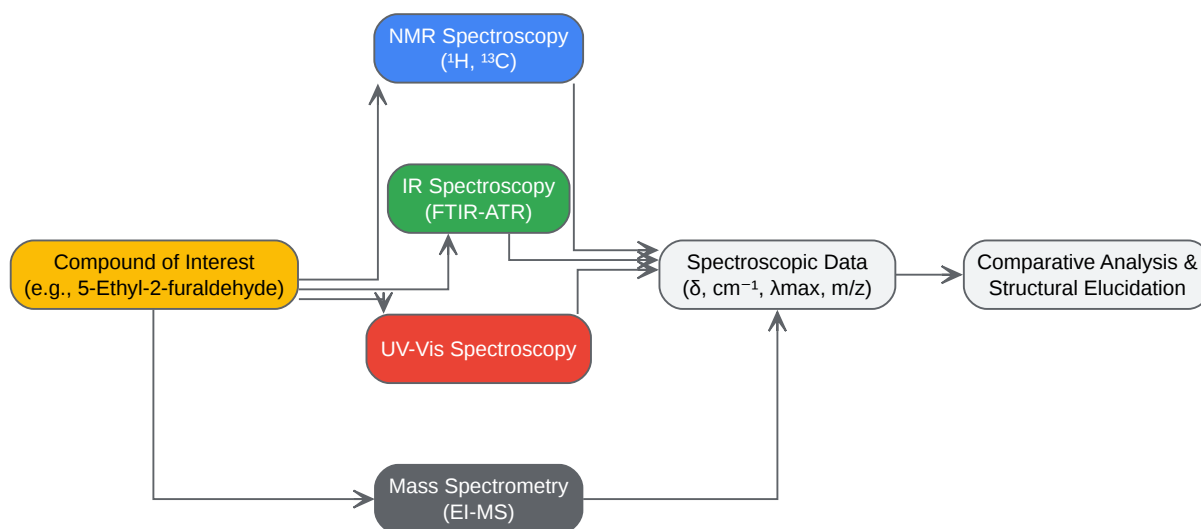 NMR Spectroscopy
(¹H, ¹³C)
IR Spectroscopy
(FTIR-ATR)
Compound of Interest
(e.g., 5-Ethyl-2-furaldehyde)
Spectroscopic Data
(δ, cm⁻¹, λmax, m/z)
Comparative Analysis &
Structural Elucidation
UV-Vis Spectroscopy
Mass Spectrometry
(EI-MS)